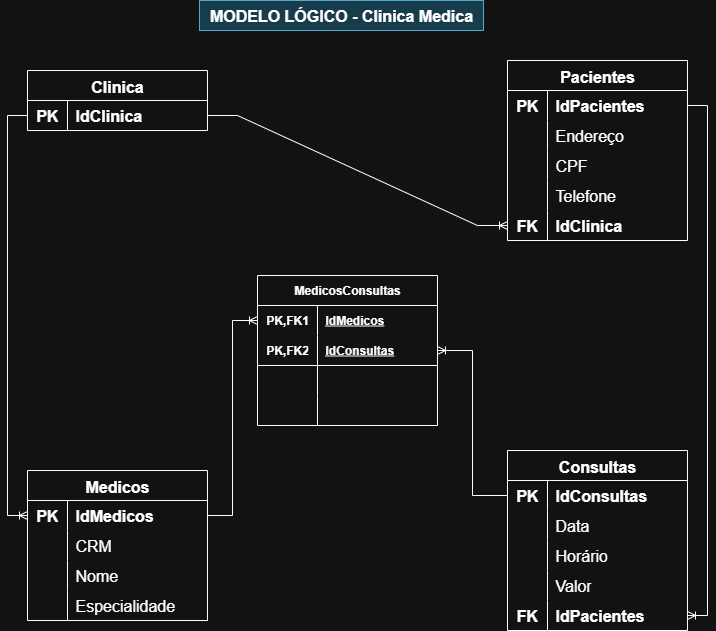 MODELO LÓGICO - Clinica Medica
Clinica
PK IdClinica
Pacientes
PK IdPacientes
Endereço
CPF
Telefone
FK IdClinica
MedicosConsultas
PK,FK1 IdMedicos
PK,FK2 IdConsultas
Medicos
PK IdMedicos
CRM
Nome
Especialidade
Consultas
PK IdConsultas
Data
Horário
Valor
FK IdPacientes